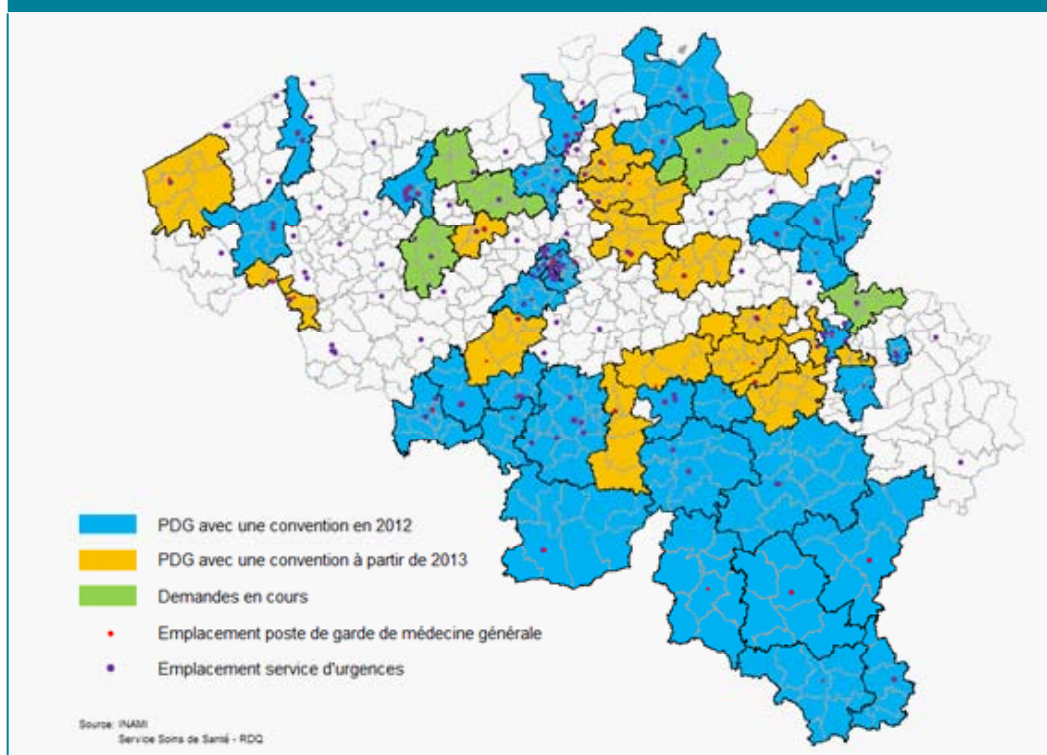 PDG avec une convention en 2012
PDG avec une convention à partir de 2013
Demandes en cours
Emplacement poste de garde de médecine générale
Emplacement service d'urgences
Source: INAMI
Service Soins de Santé - RDQ